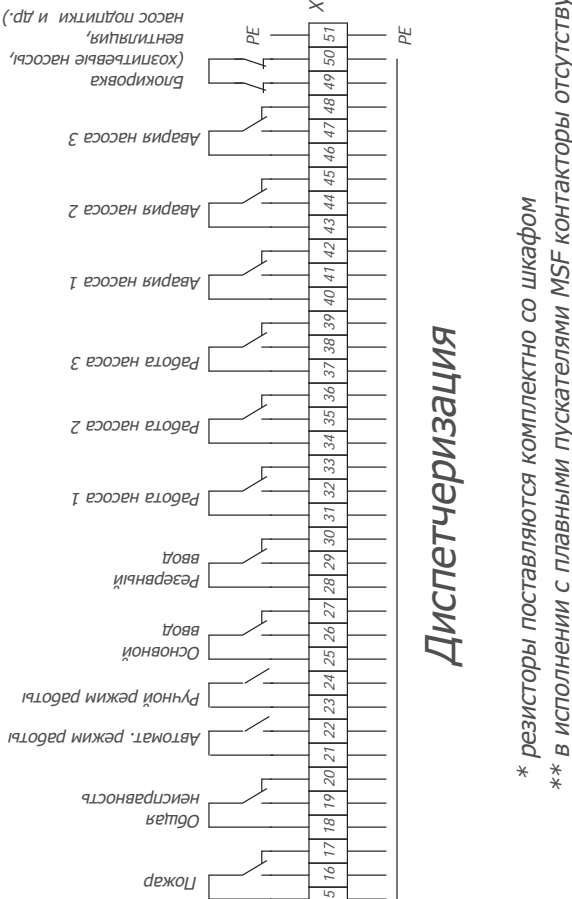 Пожар
Общая
неисправность
Автомат. режим работы
Ручной режим работы
Основной
ввод
Резервный
ввод
Работа насоса 1
Работа насоса 2
Работа насоса 3
Авария насоса 1
Авария насоса 2
Авария насоса 3
Блокировка
(хозпитьевые насосы,
вентиляция,
насос подпитки и др.)
PE
5 16 17 18 19 20 21 22 23 24 25 26 27 28 29 30 31 32 33 34 35 36 37 38 39 40 41 42 43 44 45 46 47 48 49 50 51 X
PE
Диспетчеризация
* резисторы поставляются комплектно со шкафом
** в исполнении с плавными пускателями MSF контакторы отсутству